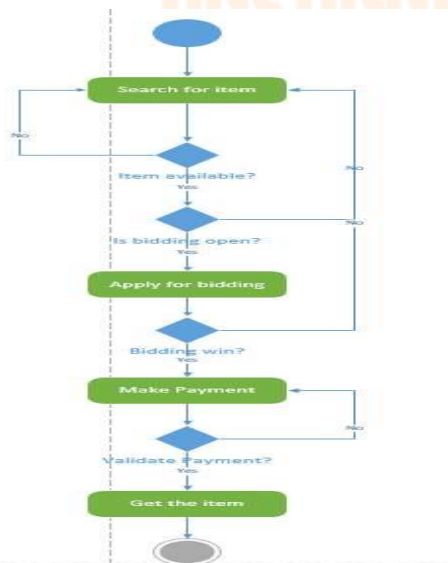 Search for item
No
Item available?
Yes
No
Is bidding open?
No
Yes
Apply for bidding
Bidding win?
Yes
Make Payment
No
Validate Payment?
Yes
Get the item